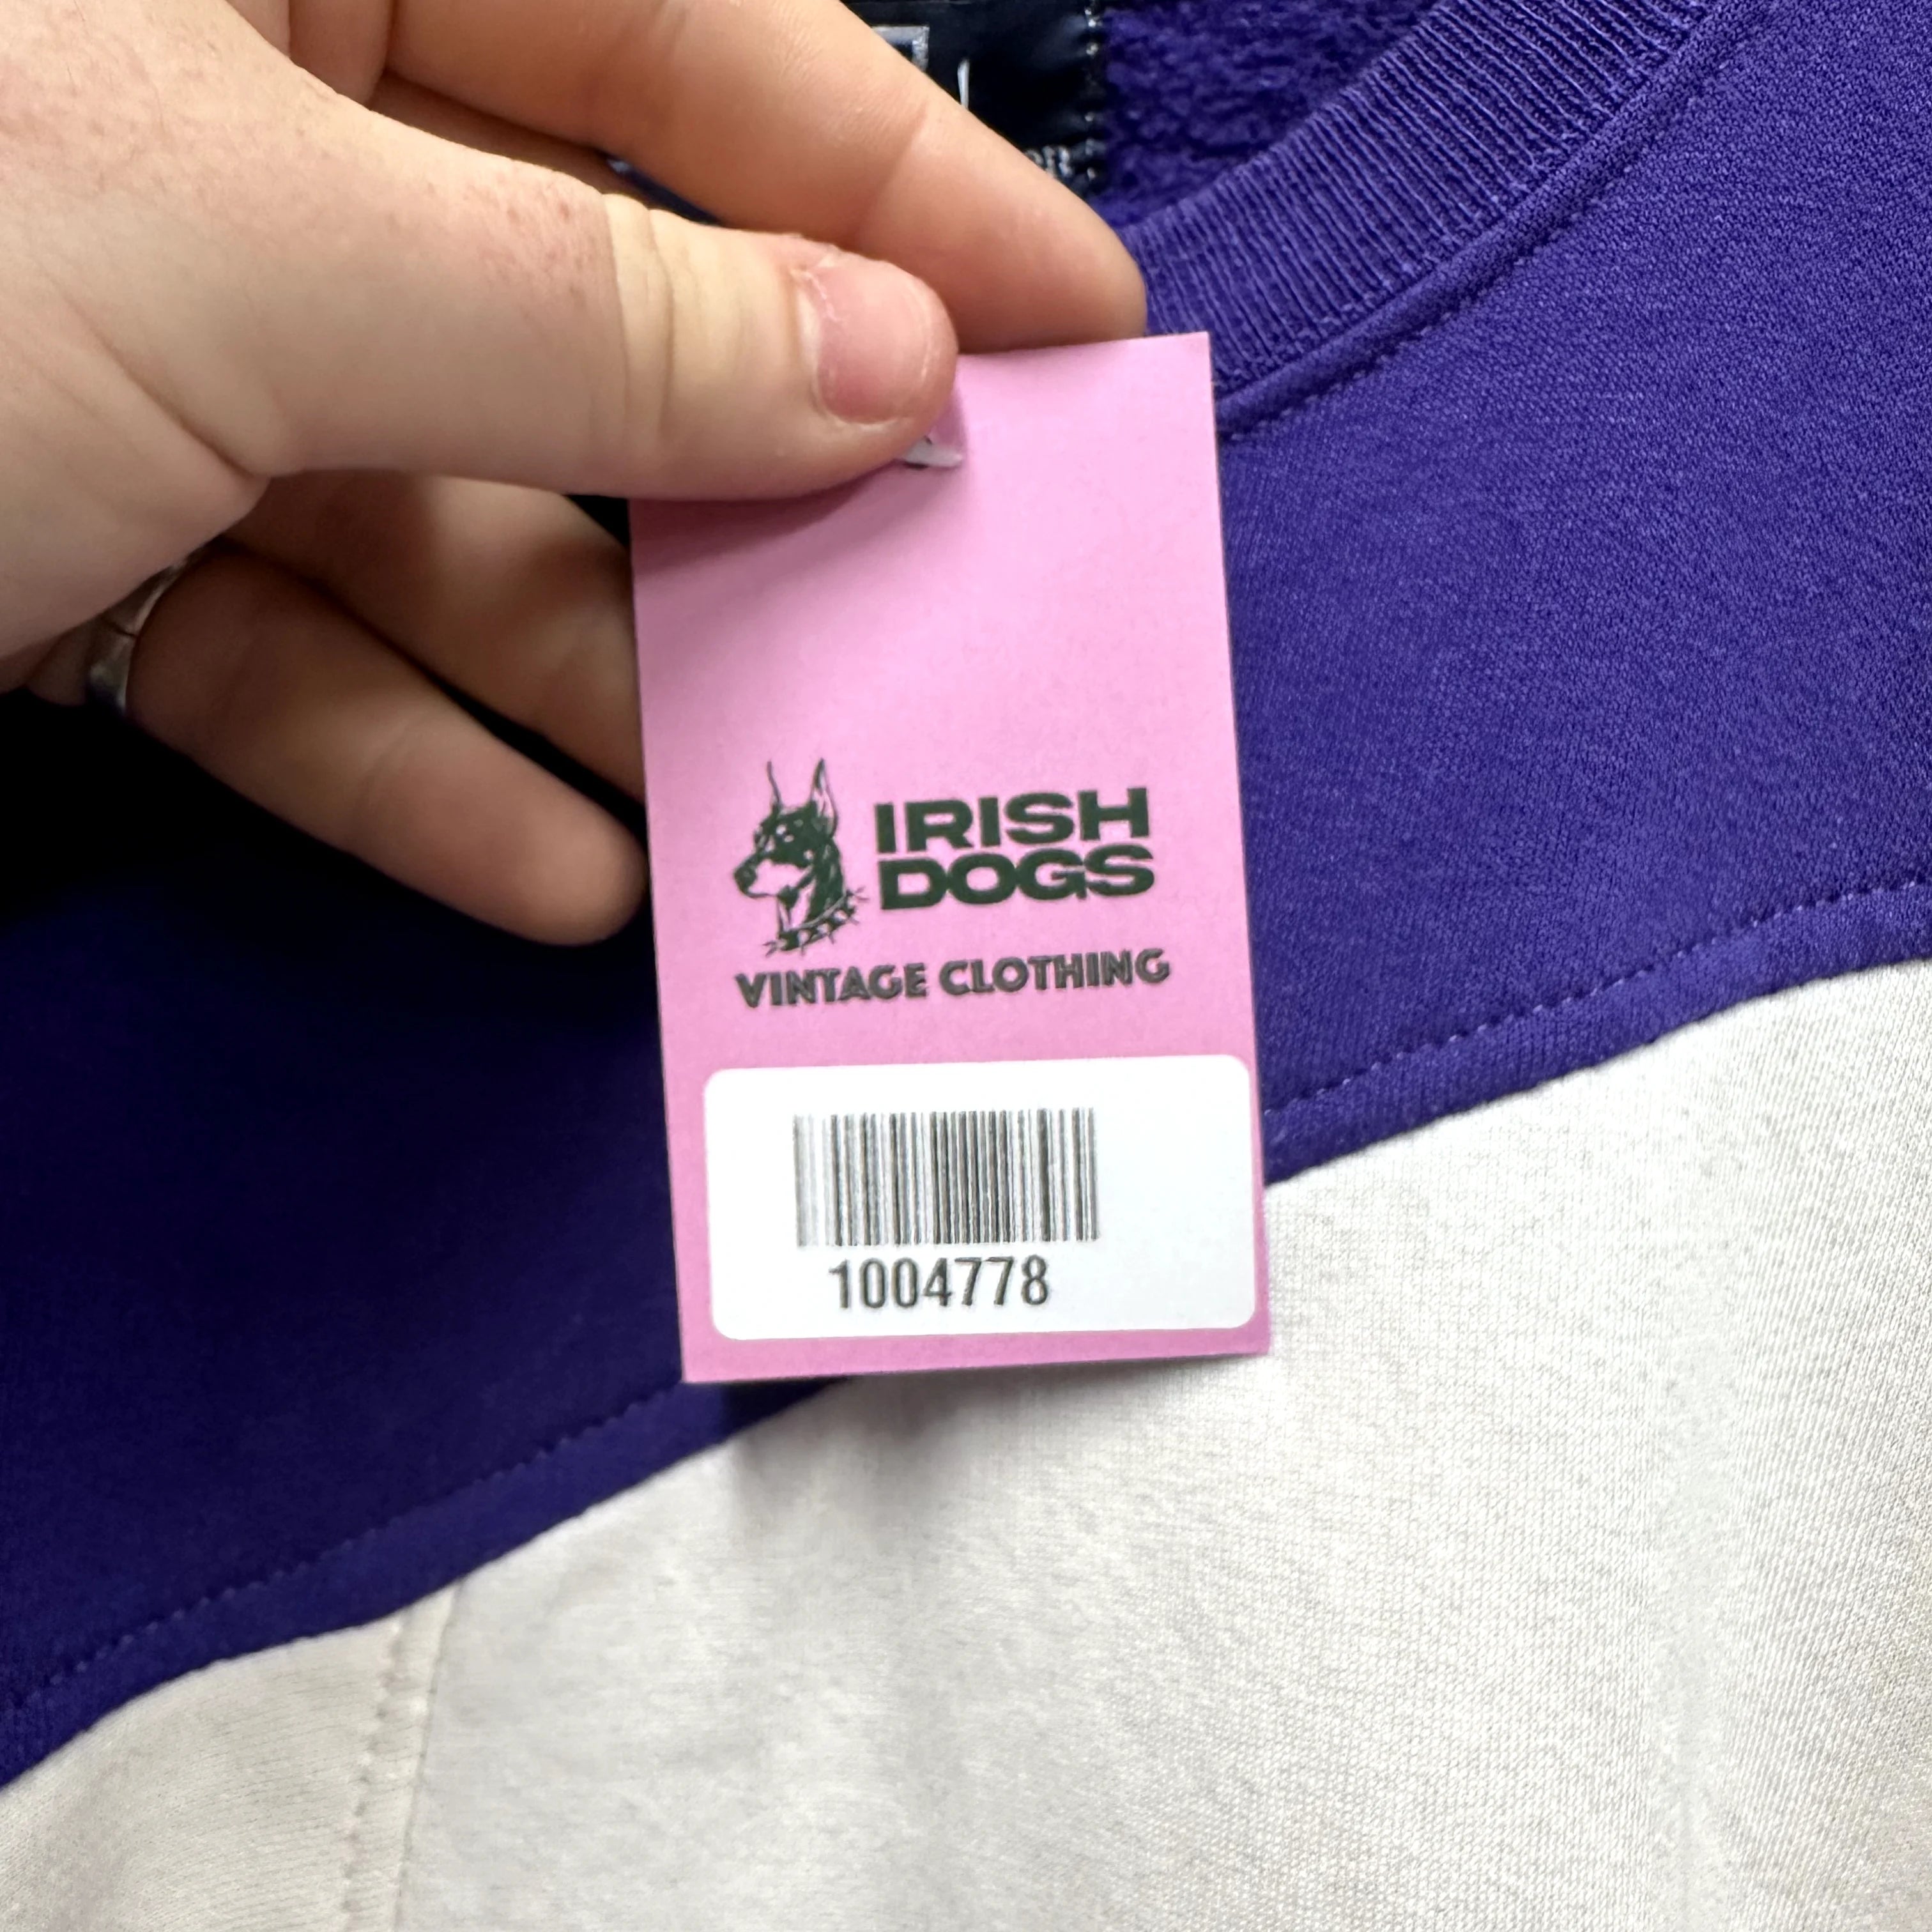 IRISH
DOGS
VINTAGE CLOTHING
1004778